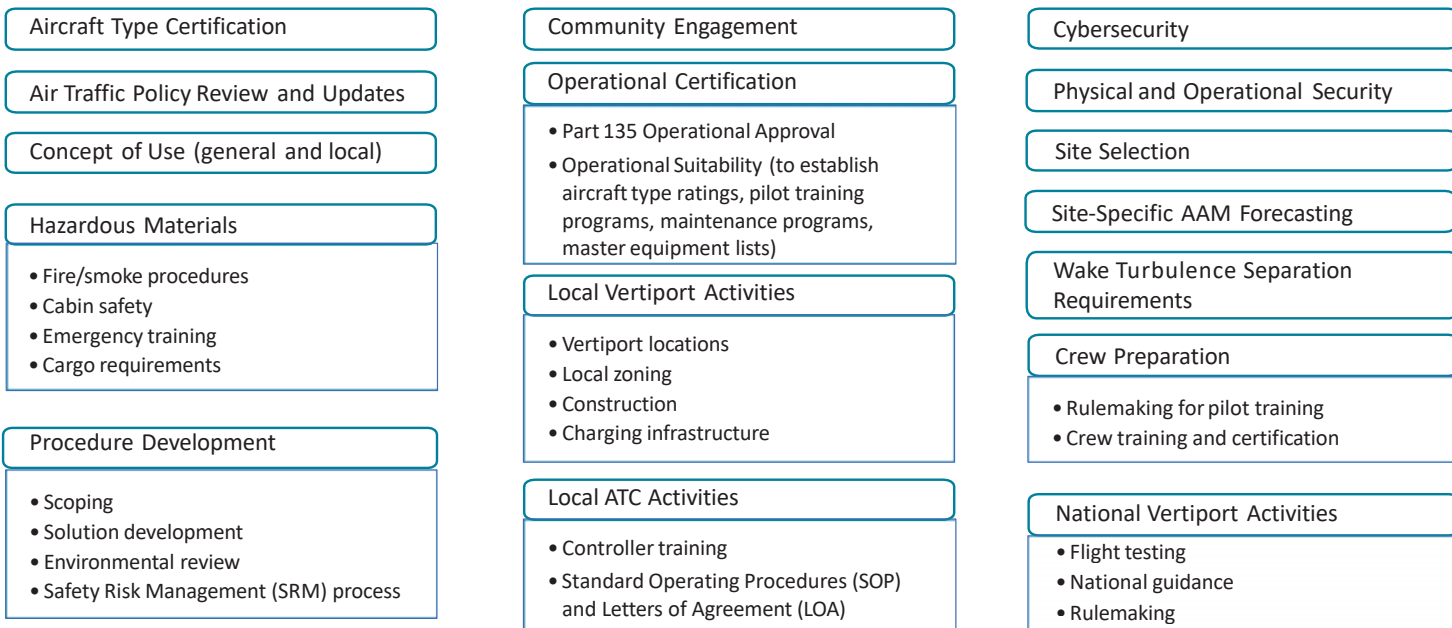 Aircraft Type Certification
Air Traffic Policy Review and Updates
Concept of Use (general and local)
Hazardous Materials
• Fire/smoke procedures
• Cabin safety
• Emergency training
• Cargo requirements
Procedure Development
• Scoping
• Solution development
• Environmental review
• Safety Risk Management (SRM) process
Community Engagement
Operational Certification
• Part 135 Operational Approval
• Operational Suitability (to establish
aircraft type ratings, pilot training
programs, maintenance programs,
master equipment lists)
Local Vertiport Activities
• Vertiport locations
• Local zoning
• Construction
• Charging infrastructure
Local ATC Activities
• Controller training
• Standard Operating Procedures (SOP)
and Letters of Agreement (LOA)
Cybersecurity
Physical and Operational Security
Site Selection
Site-Specific AAM Forecasting
Wake Turbulence Separation
Requirements
Crew Preparation
• Rulemaking for pilot training
• Crew training and certification
National Vertiport Activities
• Flight testing
• National guidance
• Rulemaking